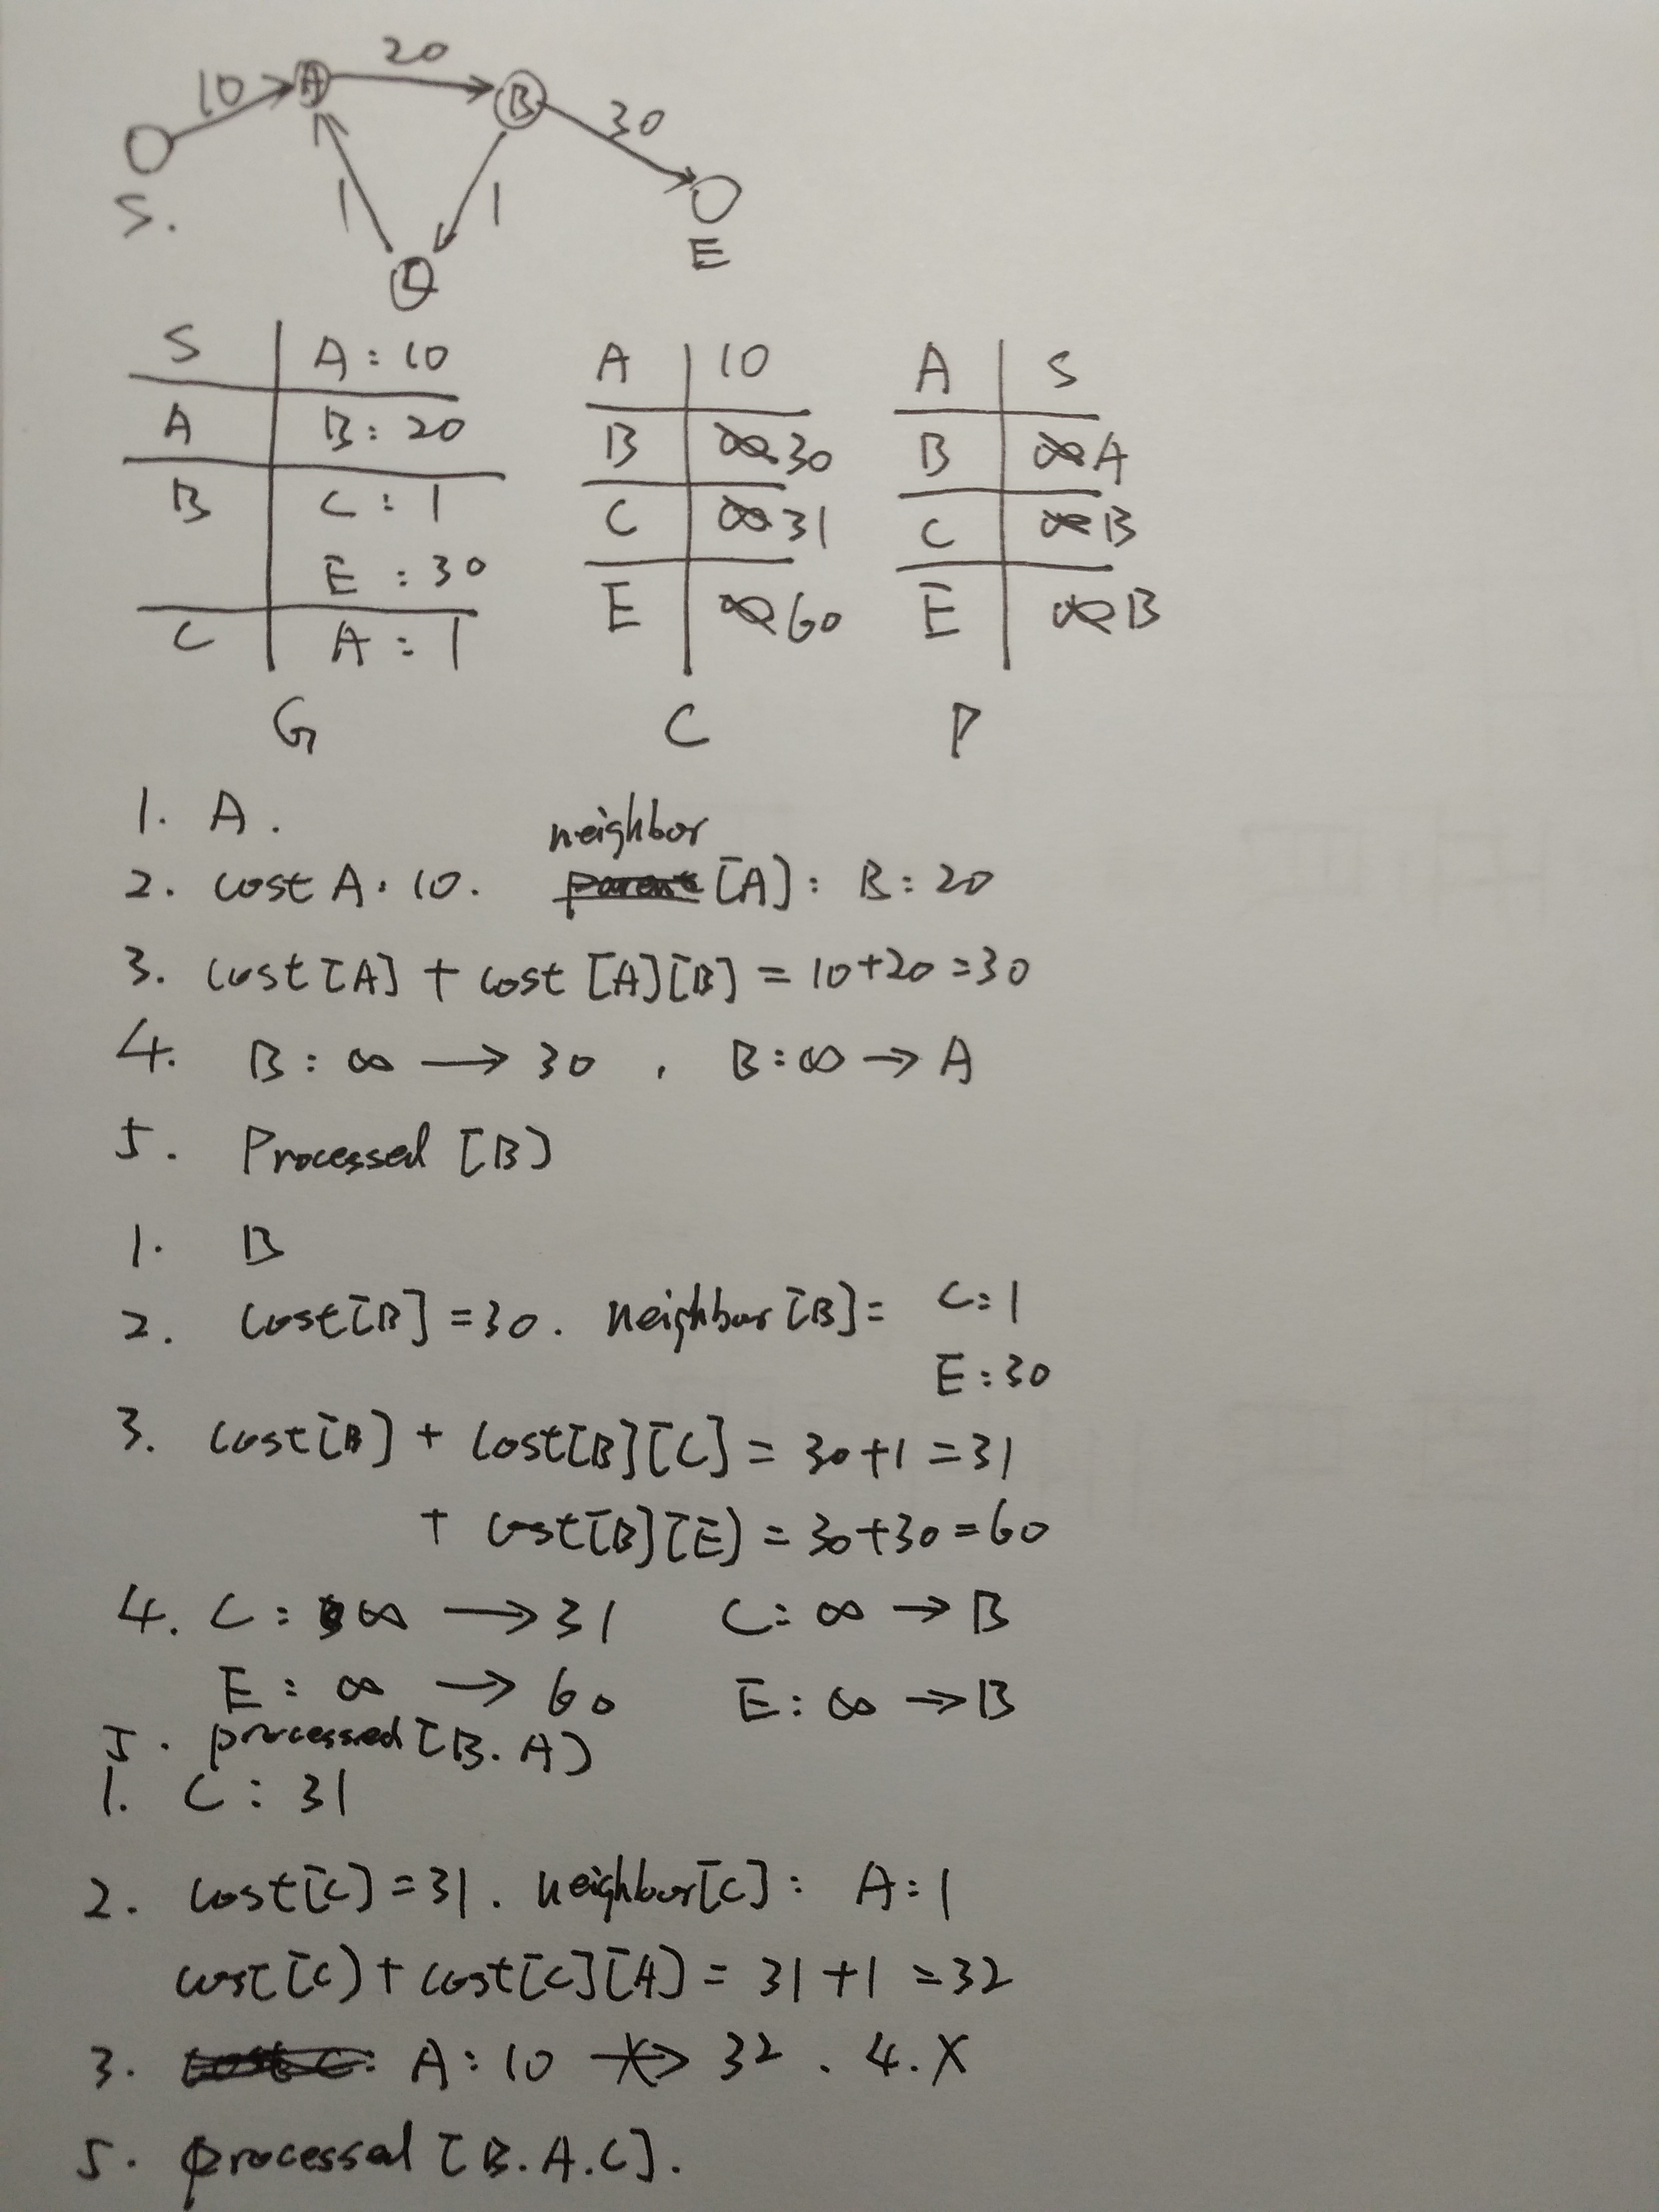 10 A 20 B 30
S. 1 1 E
C
S A : 10
A B : 20
B C : 1
E : 30
C A : 1
G
A 10
B ∞ 30
C ∞ 31
E ∞ 60
C
A S
B ∞ A
C ∞ B
E ∞ B
P
1. A.
neighbor
2. cost A : 10. parent [A] : B : 20
3. cost [A] + cost [A][B] = 10+20 =30
4. B : ∞ → 30 , B : ∞ → A
5. Processed [B]
1. B
2. cost[B] =30. neighbor [B] = C : 1
E : 30
3. cost[B] + cost[B][C] = 30+1 =31
+ cost[B][E] = 30+30 =60
4. C : ∞ → 31 C : ∞ → B
E : ∞ → 60 E : ∞ → B
5. processed [B. A]
1. C : 31
2. cost[C] =31. neighbor[C] : A : 1
cost[C] + cost[C][A] = 31 +1 =32
3. cost C : A : 10 → 32 . 4. X
5. processed [B.A.C].